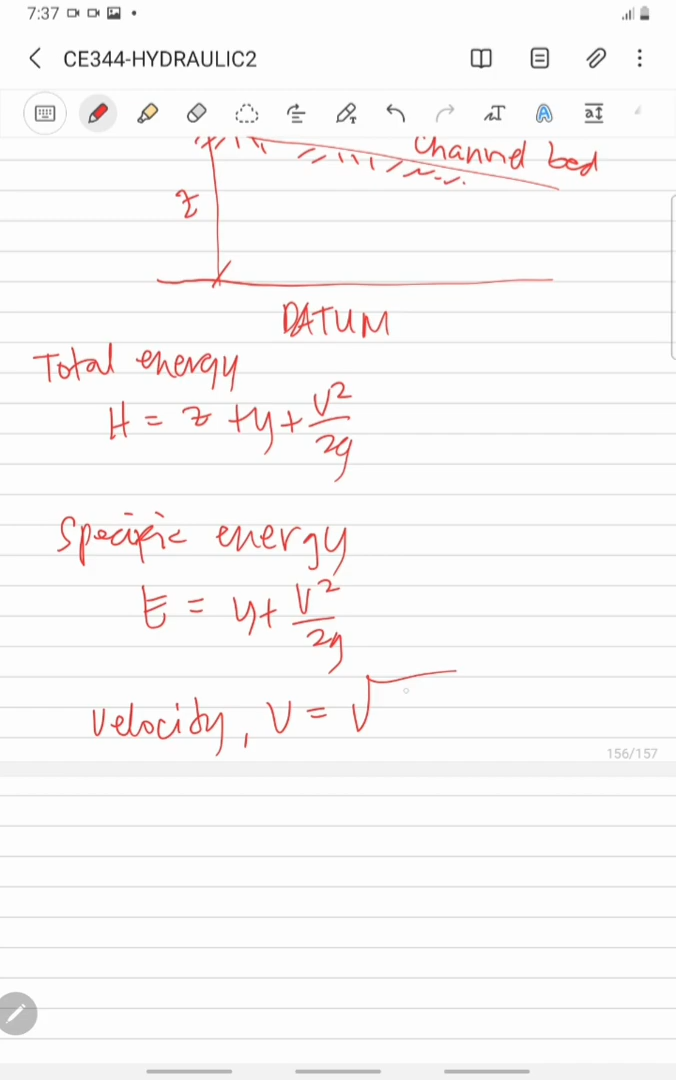 7:37
CE344-HYDRAULIC2
Channel bed
z
DATUM
Total energy
H = z + y + V²/2g
Specific energy
E = y + V²/2g
Velocity, V = √
156/157